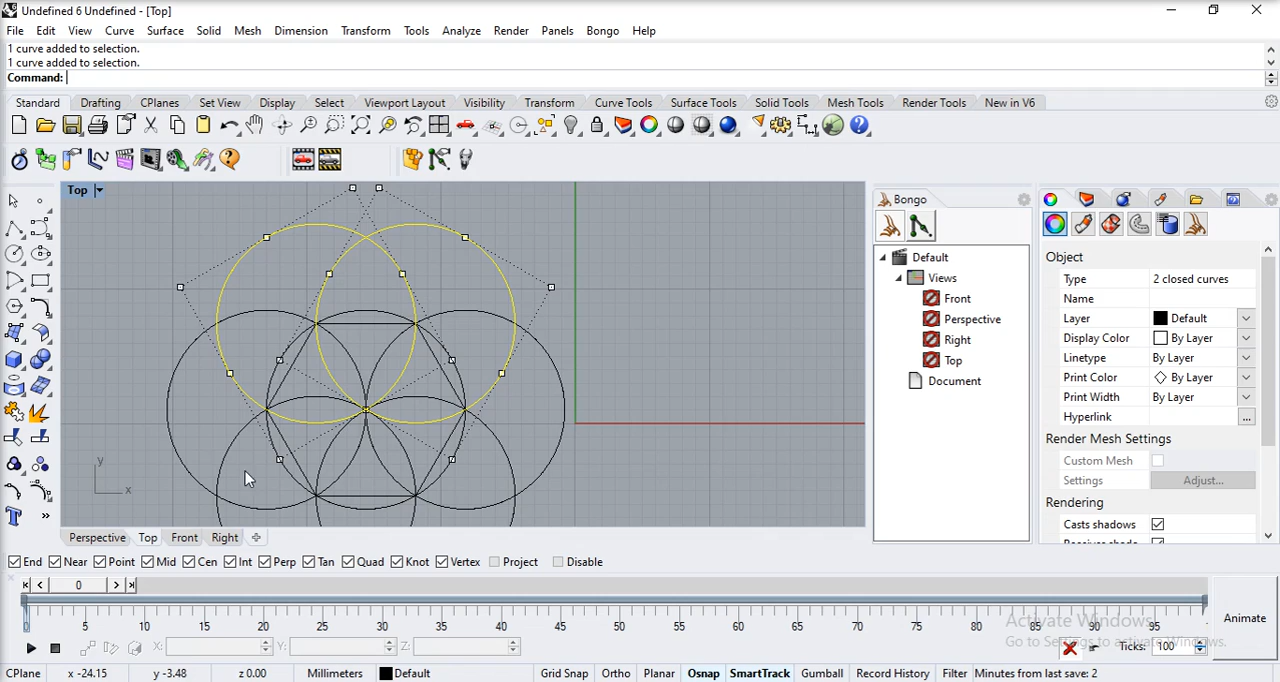 Undefined 6 Undefined - [Top]
File Edit View Curve Surface Solid Mesh Dimension Transform Tools Analyze Render Panels Bongo Help
1 curve added to selection.
1 curve added to selection.
Command:
Standard Drafting CPlanes Set View Display Select Viewport Layout Visibility Transform Curve Tools Surface Tools Solid Tools Mesh Tools Render Tools New in V6
Top
Bongo
Default
Views
Front
Perspective
Right
Top
Document
Object
Type 2 closed curves
Name
Layer Default
Display Color By Layer
Linetype By Layer
Print Color By Layer
Print Width By Layer
Hyperlink ...
Render Mesh Settings
Custom Mesh
Settings Adjust...
Rendering
Casts shadows
y
x
Perspective Top Front Right
End Near Point Mid Cen Int Perp Tan Quad Knot Vertex Project Disable
0
0 5 10 15 20 25 30 35 40 45 50 55 60 65 70 75 80 85 90 95
Animate
Activate Windows
Go to Settings to activate Windows.
X: Y: Z: Ticks: 100
CPlane x -24.15 y -3.48 z 0.00 Millimeters Default Grid Snap Ortho Planar Osnap SmartTrack Gumball Record History Filter Minutes from last save: 2